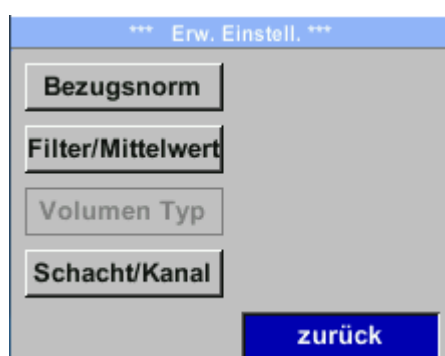 *** Erw. Einstell. ***
Bezugsnorm
Filter/Mittelwert
Volumen Typ
Schacht/Kanal
zurück